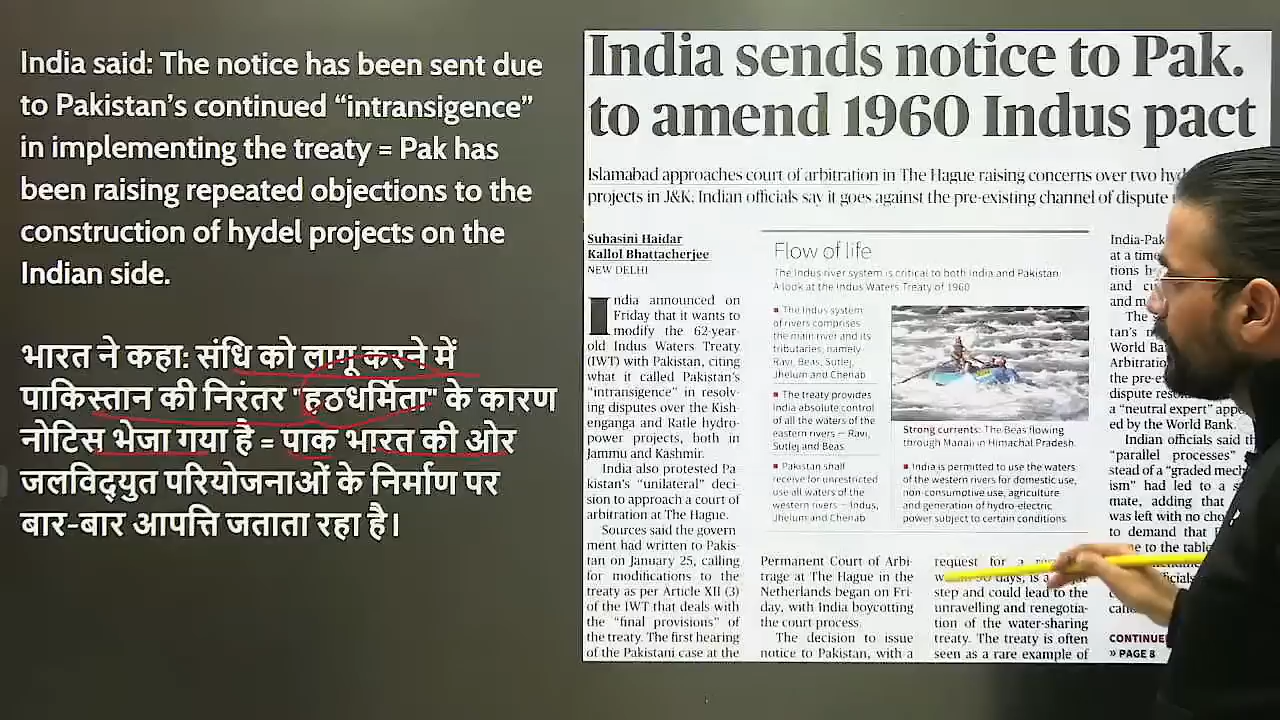 India said: The notice has been sent due
to Pakistan’s continued “intransigence”
in implementing the treaty = Pak has
been raising repeated objections to the
construction of hydel projects on the
Indian side.
भारत ने कहा: संधि को लागू करने में
पाकिस्तान की निरंतर "हठधर्मिता" के कारण
नोटिस भेजा गया है = पाक भारत की ओर
जलविद्युत परियोजनाओं के निर्माण पर
बार-बार आपत्ति जताता रहा है।
India sends notice to Pak.
to amend 1960 Indus pact
Islamabad approaches court of arbitration in The Hague raising concerns over two
projects in J&K. Indian officials say it goes against the pre-existing channel of dispute
Suhasini Haidar
Kallol Bhattacherjee
NEW DELHI
India announced on
Friday that it wants to
modify the 62-year-
old Indus Waters Treaty
(IWT) with Pakistan, citing
what it called Pakistan’s
“intransigence” in resolv-
ing disputes over the Kish-
enganga and Ratle hydro-
power projects, both in
Jammu and Kashmir.
India also protested Pa-
kistan’s “unilateral” deci-
sion to approach a court of
arbitration at The Hague.
Sources said the govern
ment had written to Pakis-
tan on January 25, calling
for modifications to the
treaty as per Article XII (3)
of the IWT that deals with
the “final provisions” of
the treaty. The first hearing
of the Pakistani case at the
Flow of life
The Indus river system is critical to both India and Pakistan.
A look at the Indus Waters Treaty of 1960
■ The Indus system
of rivers comprises
the main river and its
tributaries, namely
Ravi, Beas, Sutlej,
Jhelum and Chenab
■ The treaty provides
India absolute control
of all the waters of the
eastern rivers — Ravi,
Sutlej and Beas
■ Pakistan shall
receive for unrestricted
use all waters of the
western rivers — Indus,
Jhelum and Chenab
Strong currents: The Beas flowing
through Manali in Himachal Pradesh.
■ India is permitted to use the waters
of the western rivers for domestic use,
non-consumptive use, agriculture
and generation of hydro-electric
power subject to certain conditions.
Permanent Court of Arbi-
trage at The Hague in the
Netherlands began on Fri-
day, with India boycotting
the court process.
The decision to issue
notice to Pakistan, with a
request for a
days, is a
step and could lead to the
unravelling and renegotia-
tion of the water-sharing
treaty. The treaty is often
seen as a rare example of
India-Pak
at a time
tions
and
and
The
tan’s
World Ba
Arbitratio
the pre-e
dispute reso
a “neutral expert” appo
ed by the World Bank.
Indian officials said th
“parallel processes”
stead of a “graded mech
ism” had led to a
mate, adding that
was left with no cho
to demand that
to the table
CONTINUE
» PAGE 8